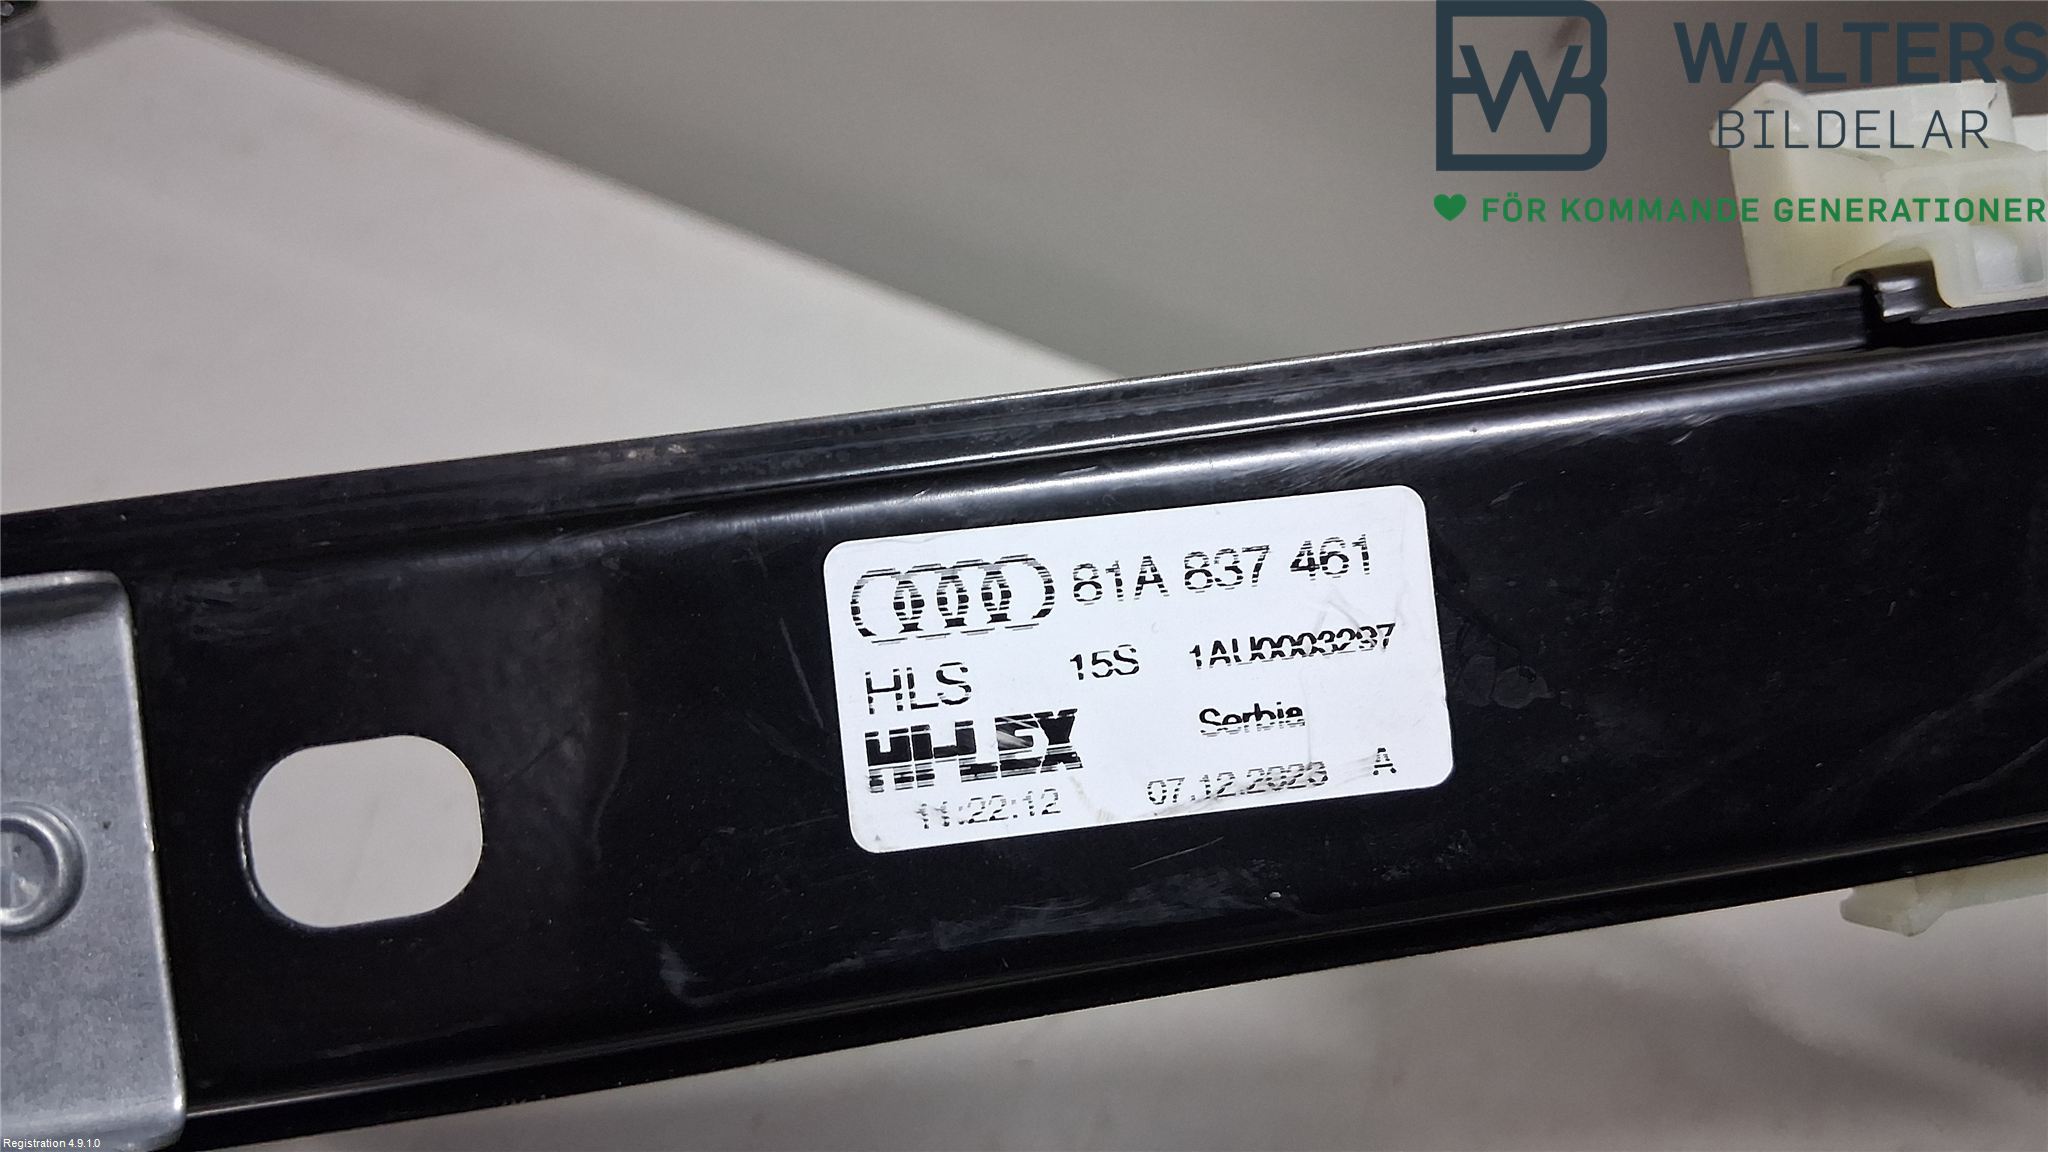 WALTERS
BILDELAR
FÖR KOMMANDE GENERATIONER
81A 837 461
HLS 15S 1AU0003297
HI-LEX Serbia
11:22:12 07.12.2023 A
Registration 4.9.1.0